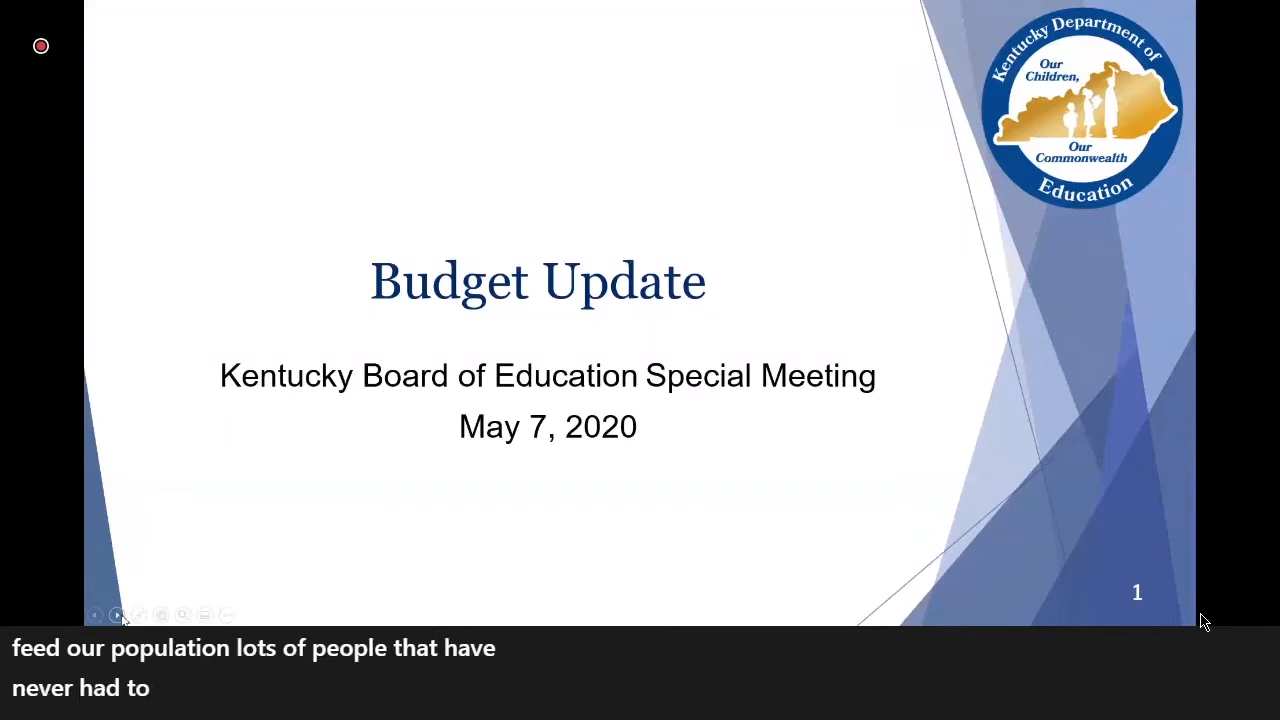 Kentucky Department of
Our
Children,
Our
Commonwealth
Education
Budget Update
Kentucky Board of Education Special Meeting
May 7, 2020
1
feed our population lots of people that have
never had to